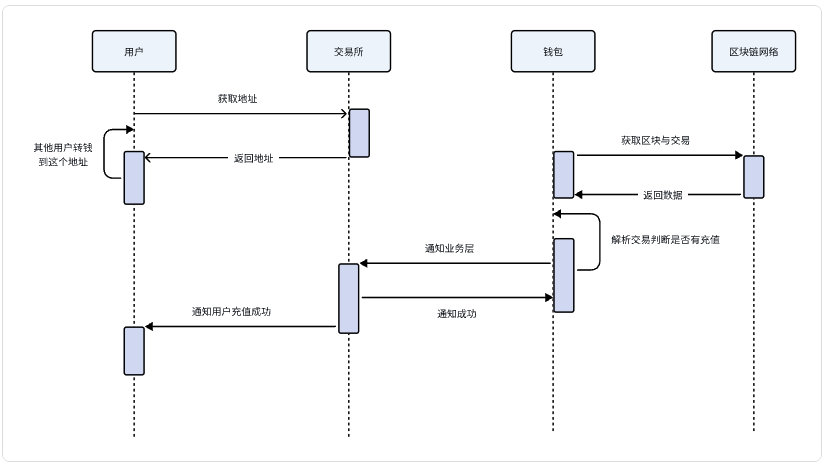 用户
交易所
钱包
区块链网络
获取地址
其他用户转钱
到这个地址
返回地址
获取区块与交易
返回数据
解析交易判断是否有充值
通知业务层
通知用户充值成功
通知成功